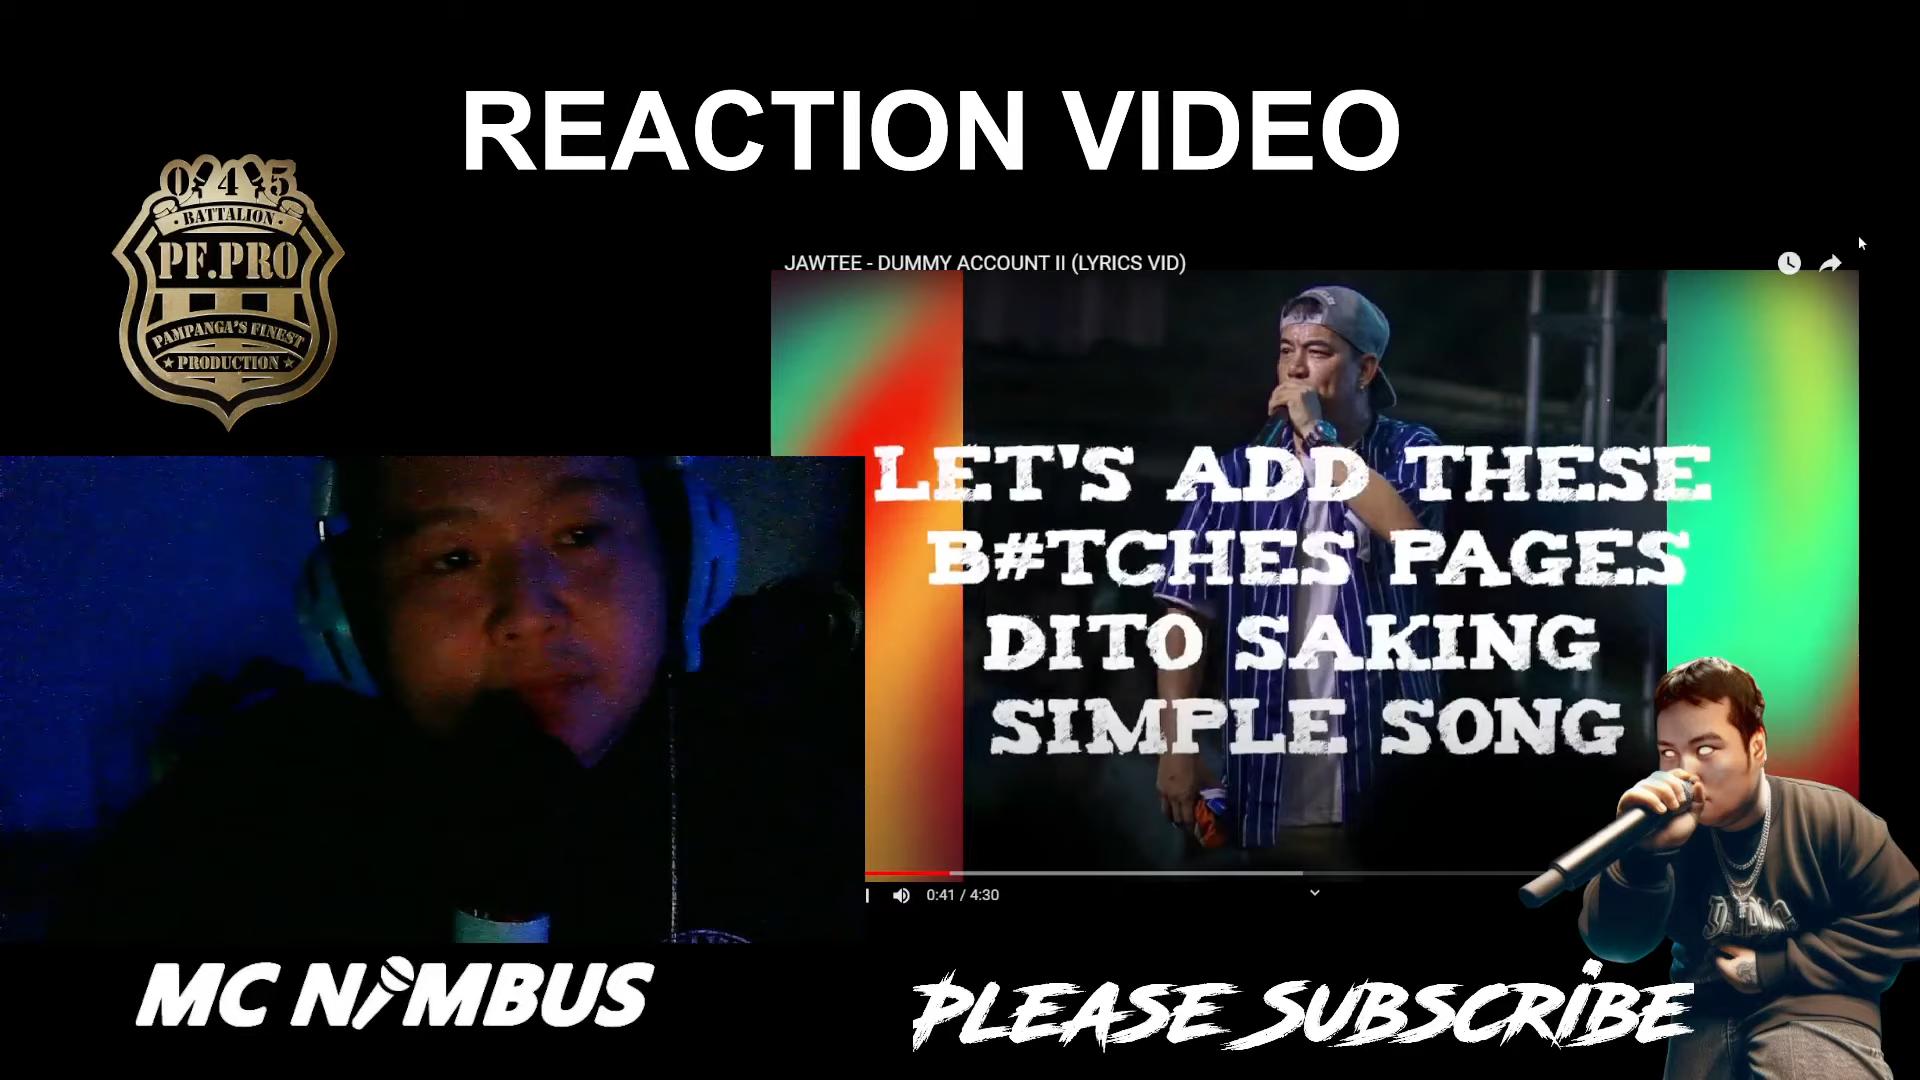 REACTION VIDEO
045
BATTALION
PF.PRO
PAMPANGA'S FINEST
PRODUCTION
JAWTEE - DUMMY ACCOUNT II (LYRICS VID)
LET'S ADD THESE
B#TCHES PAGES
DITO SAKING
SIMPLE SONG
0:41 / 4:30
MC NIMBUS
PLEASE SUBSCRIBE